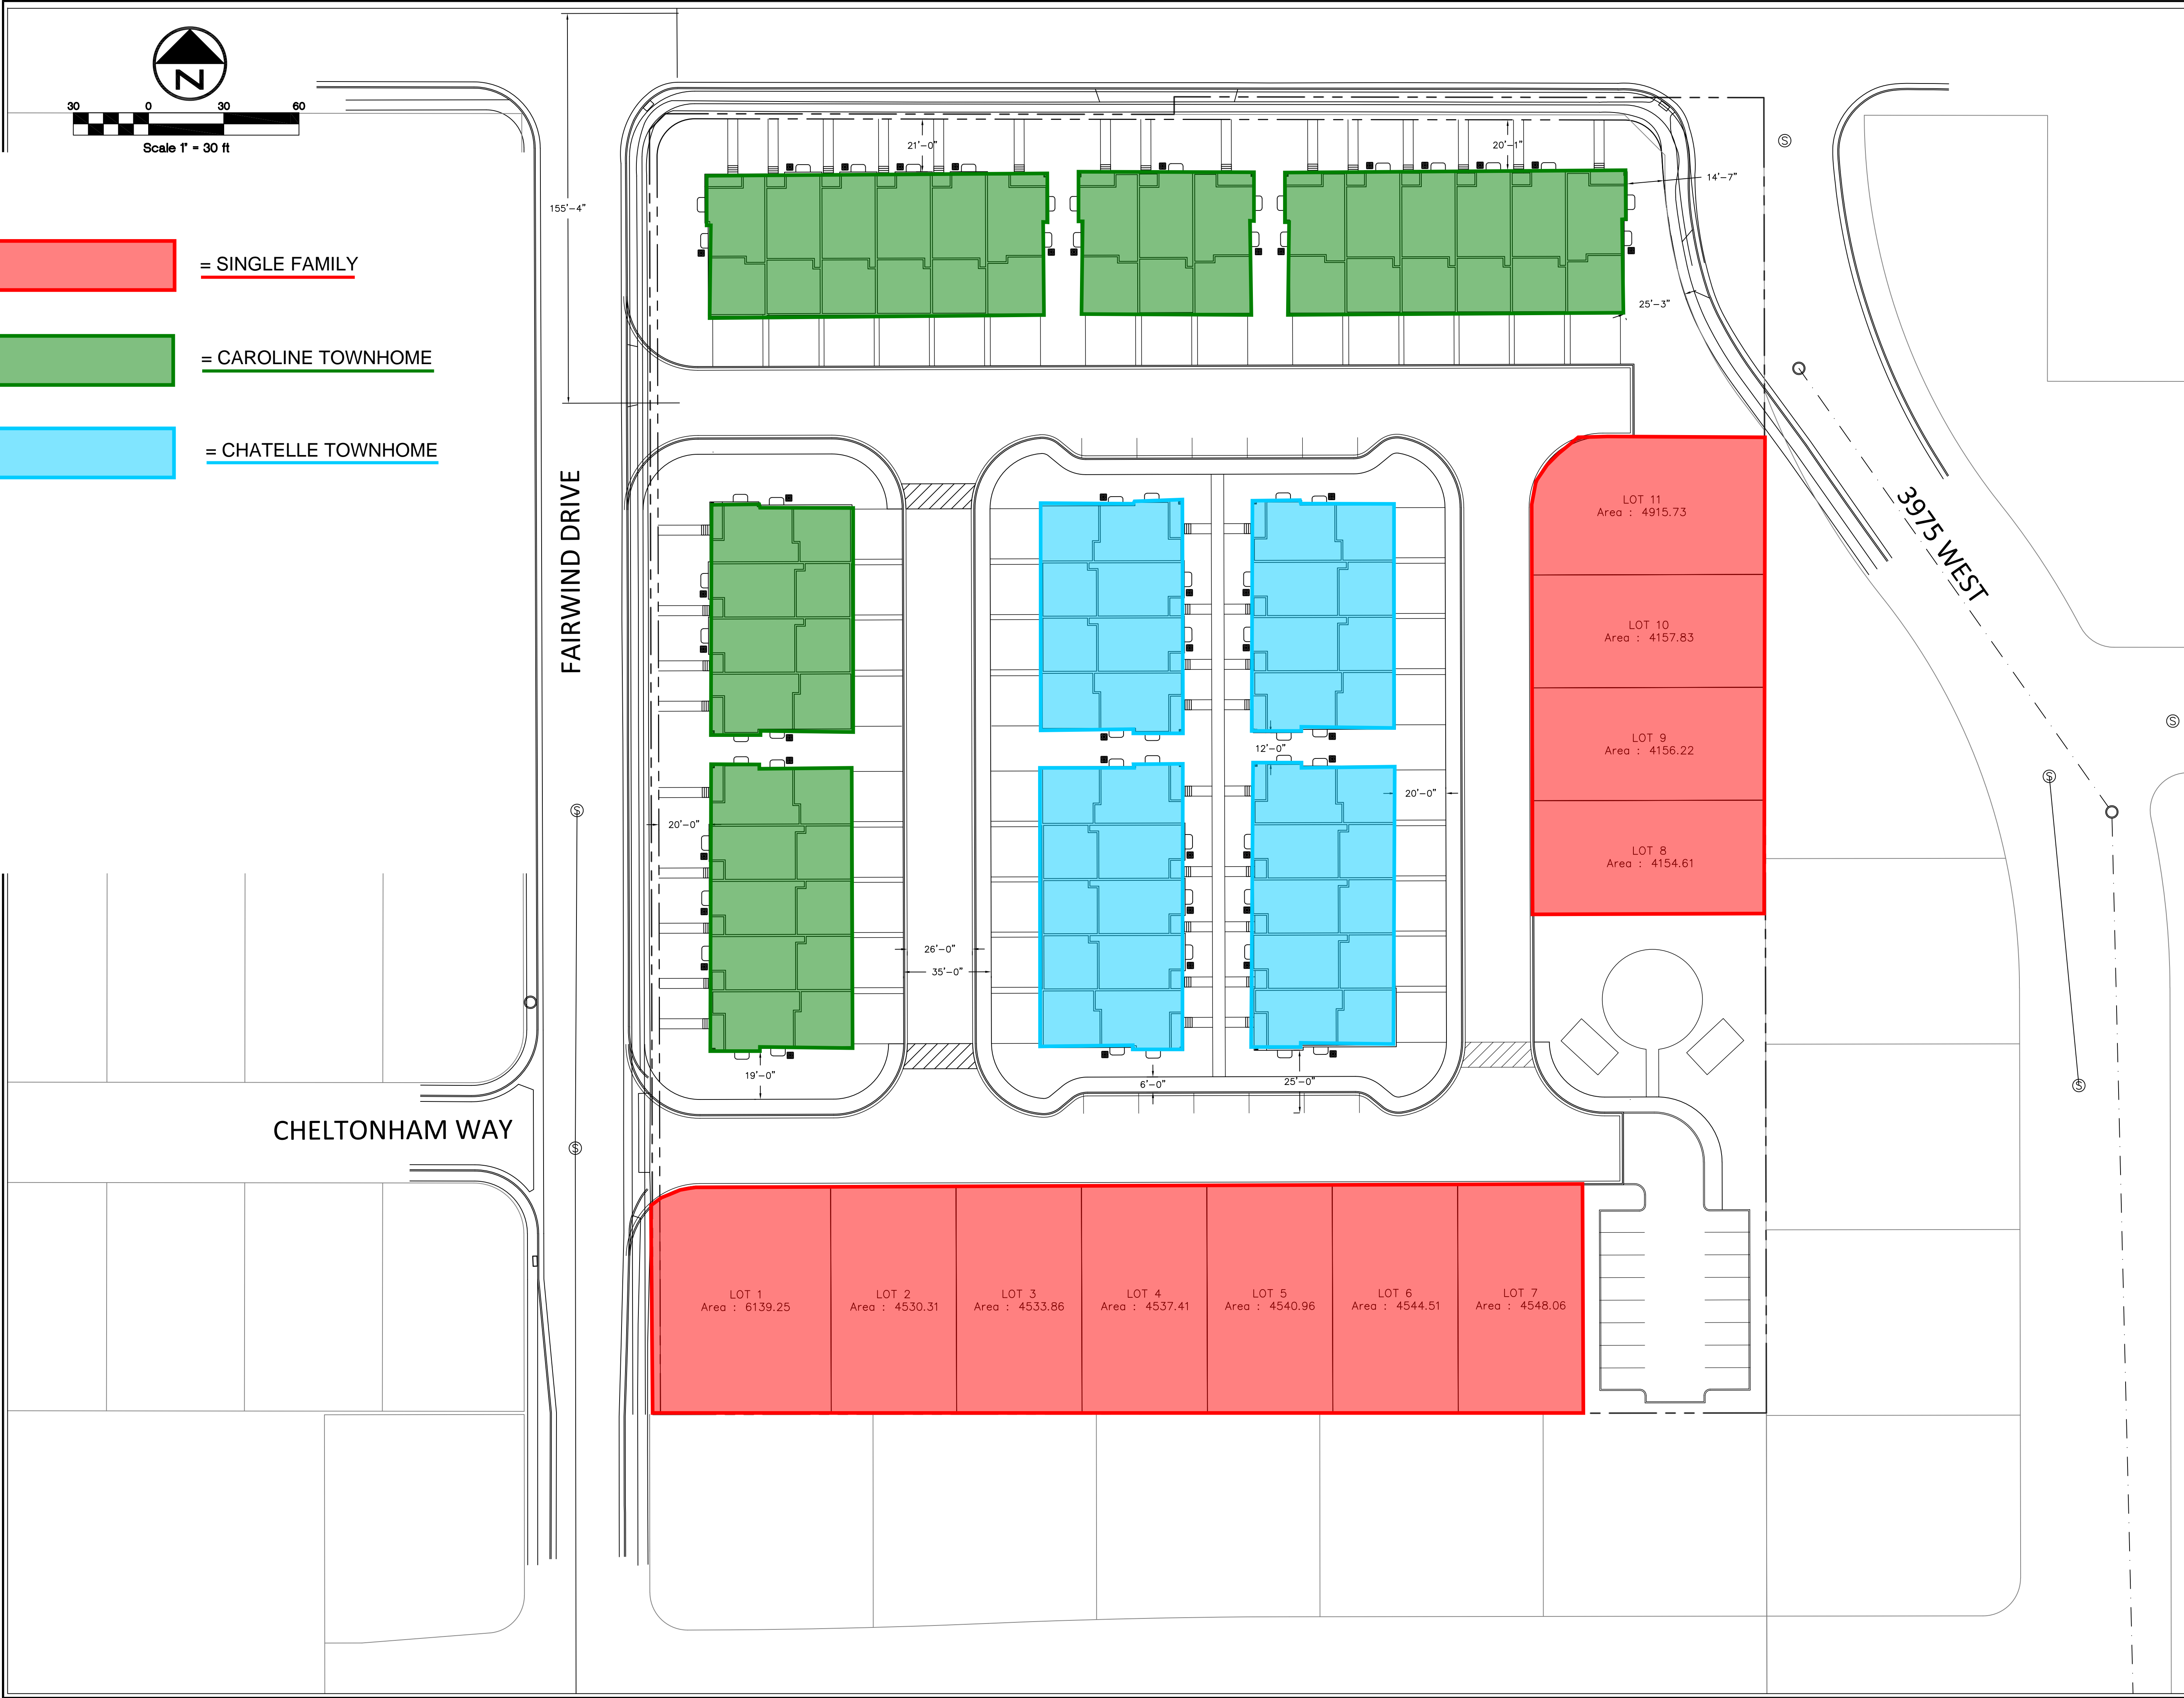 N
30 0 30 60
Scale 1" = 30 ft
= SINGLE FAMILY
= CAROLINE TOWNHOME
= CHATELLE TOWNHOME
155'-4"
21'-0"
20'-1"
14'-7"
25'-3"
FAIRWIND DRIVE
3975 WEST
LOT 11
Area : 4915.73
LOT 10
Area : 4157.83
LOT 9
Area : 4156.22
LOT 8
Area : 4154.61
12'-0"
20'-0"
20'-0"
26'-0"
35'-0"
19'-0"
6'-0"
25'-0"
CHELTONHAM WAY
LOT 1
Area : 6139.25
LOT 2
Area : 4530.31
LOT 3
Area : 4533.86
LOT 4
Area : 4537.41
LOT 5
Area : 4540.96
LOT 6
Area : 4544.51
LOT 7
Area : 4548.06
S
S
S
S
S
S